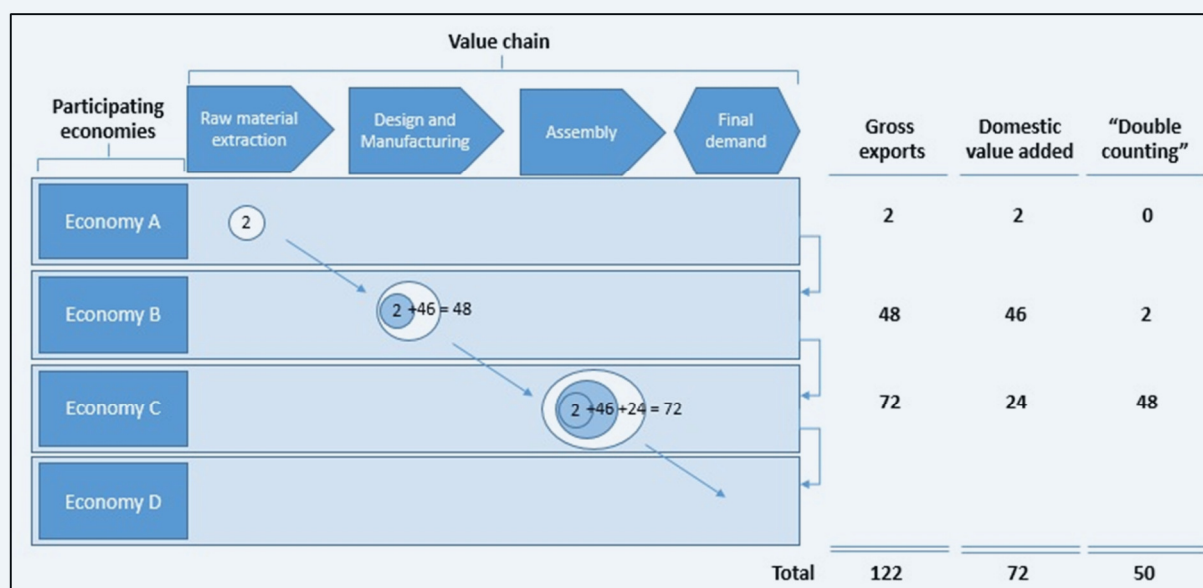 Value chain
Participating
economies
Raw material
extraction
Design and
Manufacturing
Assembly
Final
demand
Gross
exports
Domestic
value added
“Double
counting”
Economy A
2
2
2
0
Economy B
2 +46 = 48
48
46
2
Economy C
2 +46 +24 = 72
72
24
48
Economy D
Total
122
72
50